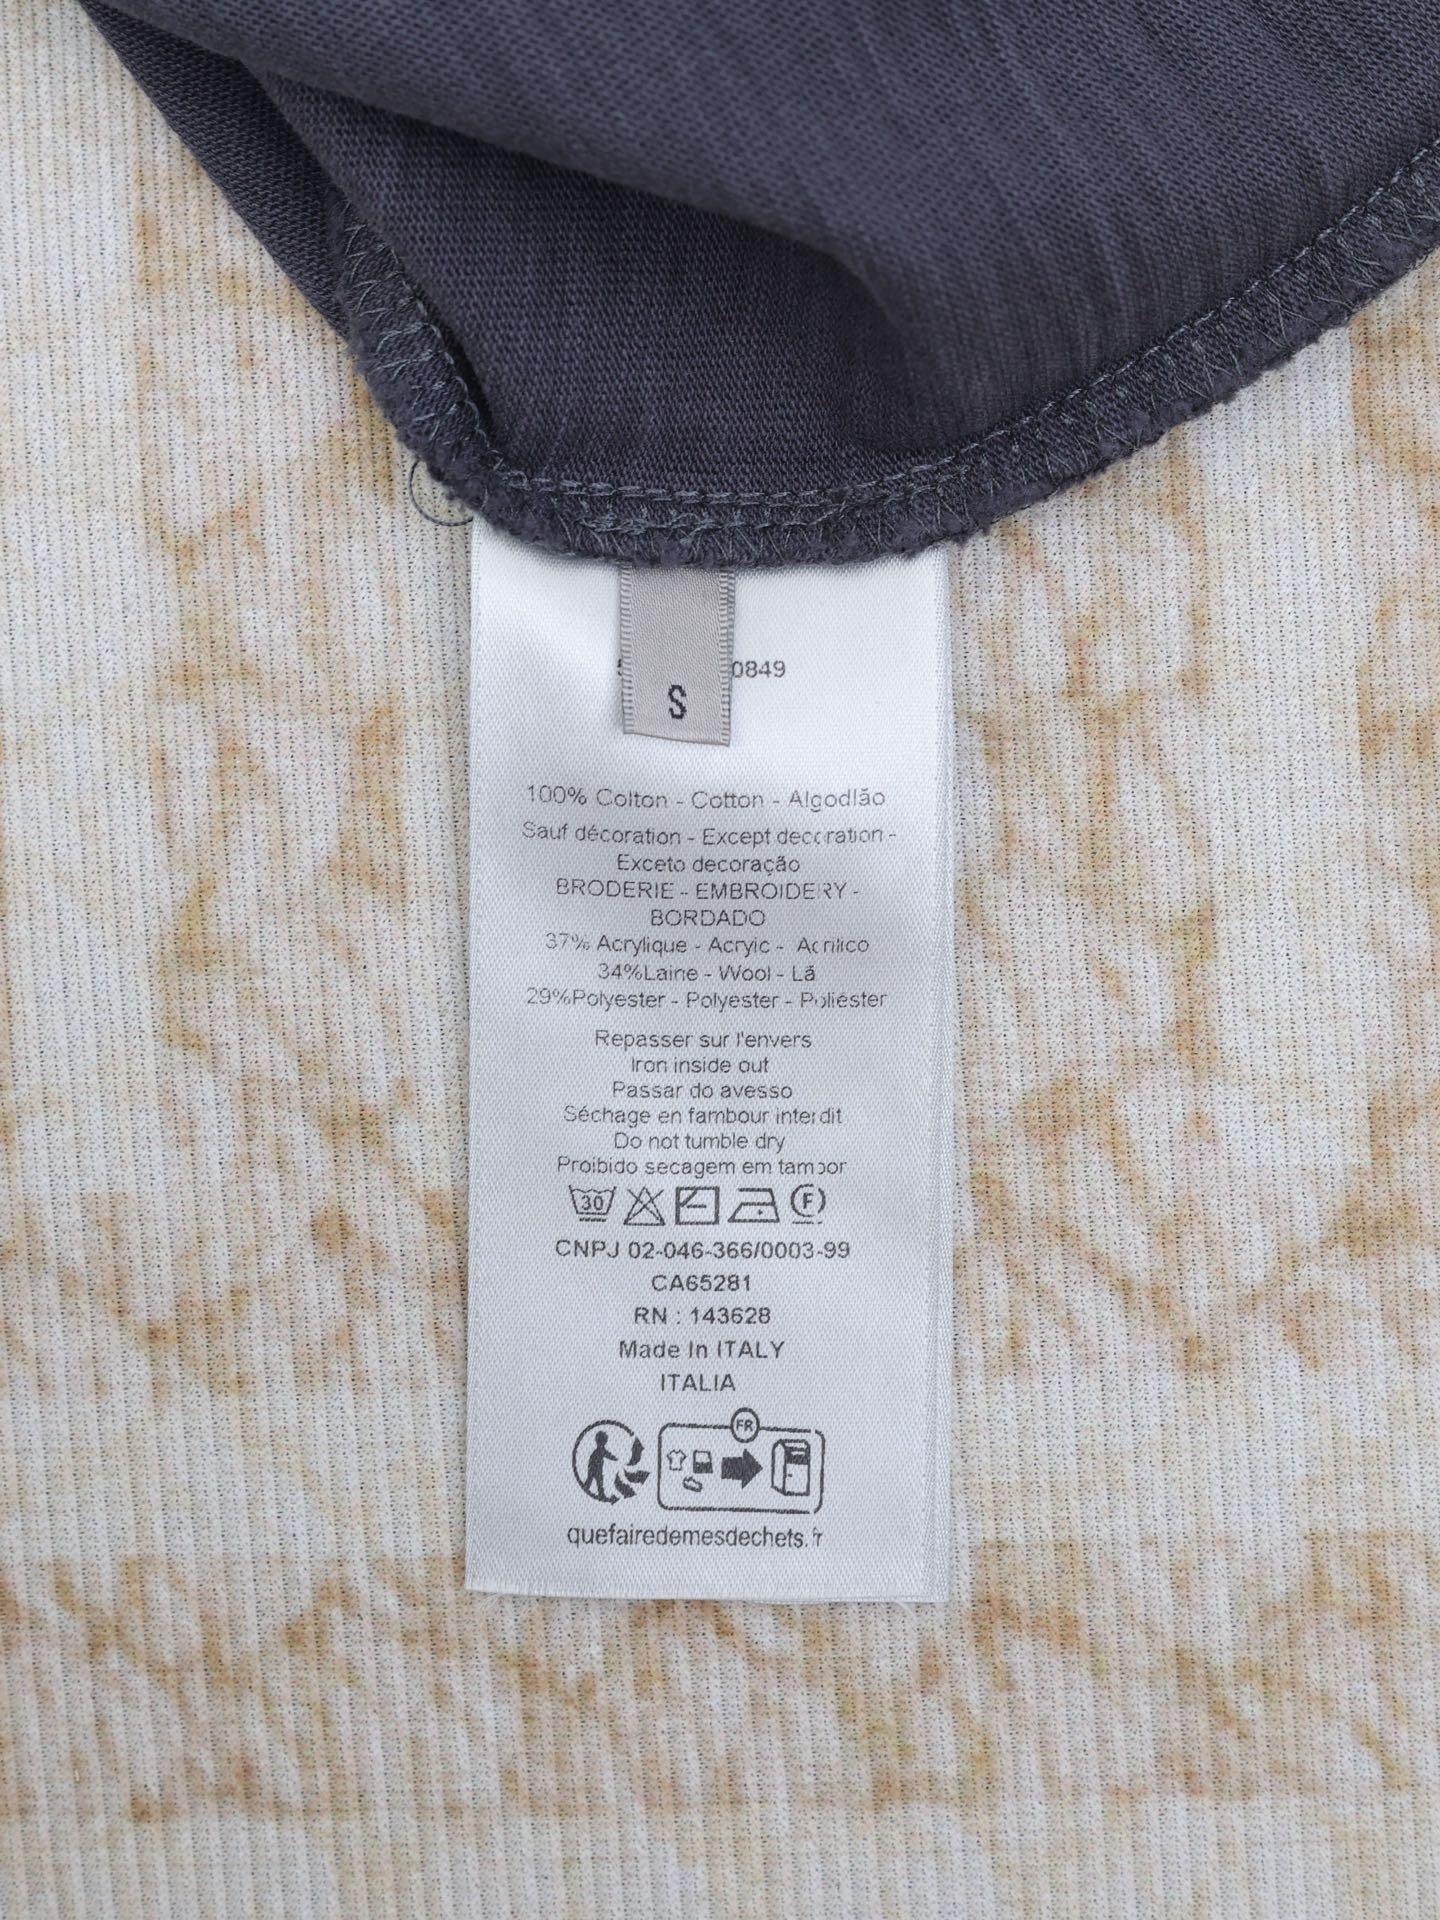 0849
S
100% Colton - Cotton - Algodlão
Sauf décoration - Except decoration -
Exceto decoração
BRODERIE - EMBROIDERY -
BORDADO
37% Acrylique - Acryic - Acrilico
34%Laine - Wool - Lã
29%Polyester - Polyester - Poliéster
Repasser sur l'envers
Iron inside out
Passar do avesso
Séchage en fambour interdit
Do not tumble dry
Proibido secagem em tambor
30 F
CNPJ 02-046-366/0003-99
CA65281
RN : 143628
Made In ITALY
ITALIA
FR
quefairedemesdechets.fr